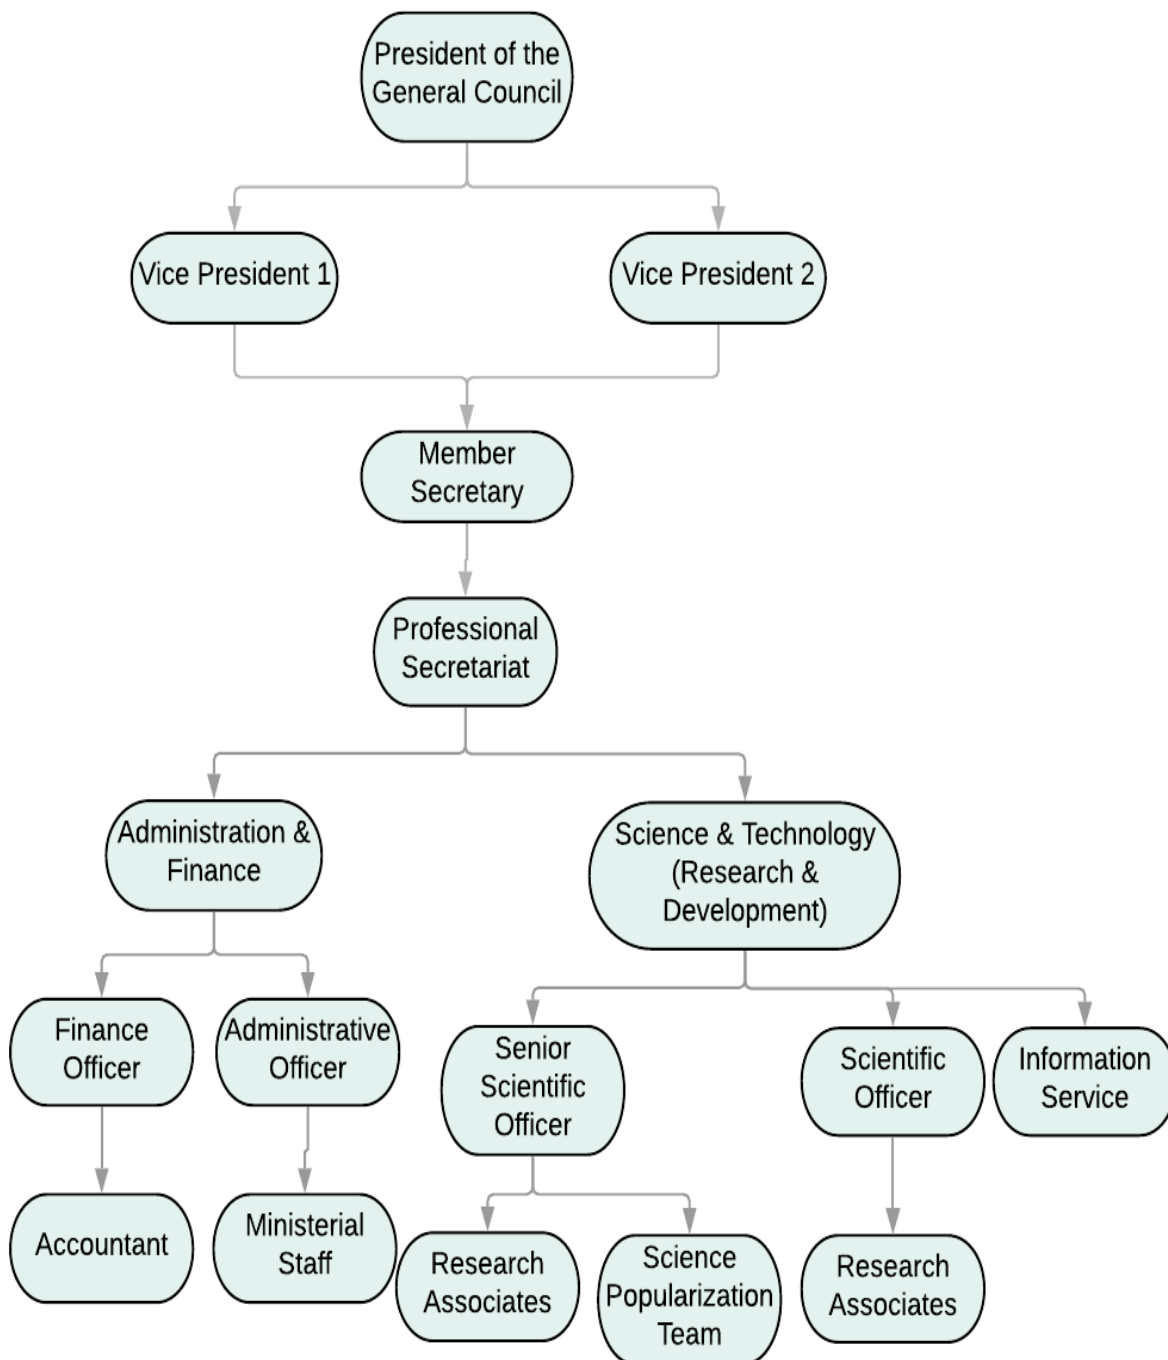 President of the
General Council
Vice President 1
Vice President 2
Member
Secretary
Professional
Secretariat
Administration &
Finance
Science & Technology
(Research &
Development)
Finance
Officer
Administrative
Officer
Senior
Scientific
Officer
Scientific
Officer
Information
Service
Accountant
Ministerial
Staff
Research
Associates
Science
Popularization
Team
Research
Associates